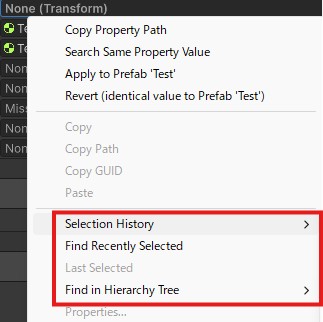 None (Transform)
Te
Te
Non
Non
Miss
Non
Non
Non
Copy Property Path
Search Same Property Value
Apply to Prefab 'Test'
Revert (identical value to Prefab 'Test')
Copy
Copy Path
Copy GUID
Paste
Selection History
Find Recently Selected
Last Selected
Find in Hierarchy Tree
Properties...